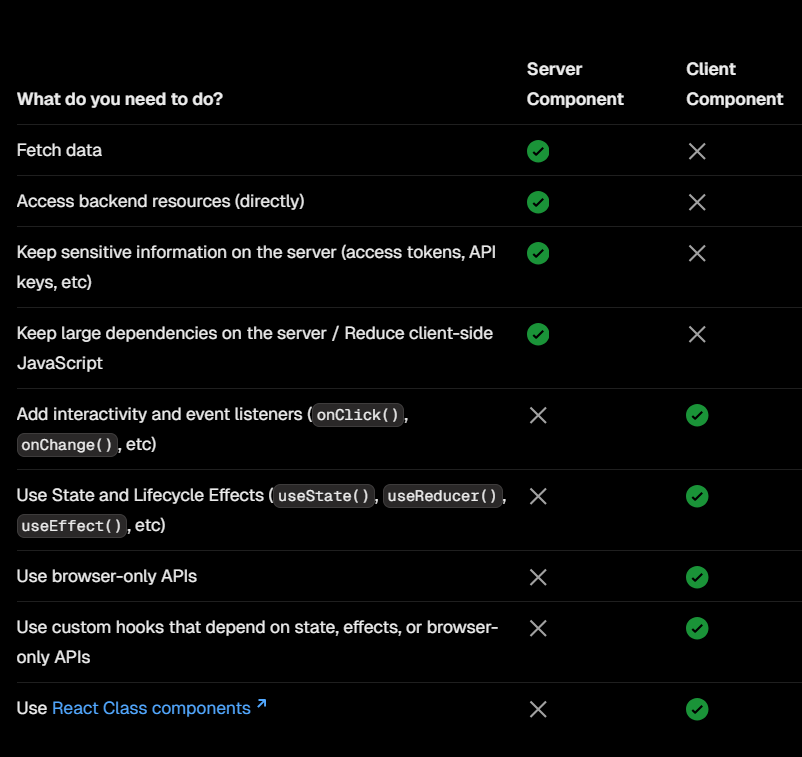 Server
Component
Client
Component
What do you need to do?
Fetch data
Access backend resources (directly)
Keep sensitive information on the server (access tokens, API
keys, etc)
Keep large dependencies on the server / Reduce client-side
JavaScript
Add interactivity and event listeners (onClick(),
onChange(), etc)
Use State and Lifecycle Effects (useState(), useReducer(),
useEffect(), etc)
Use browser-only APIs
Use custom hooks that depend on state, effects, or browser-
only APIs
Use React Class components ↗